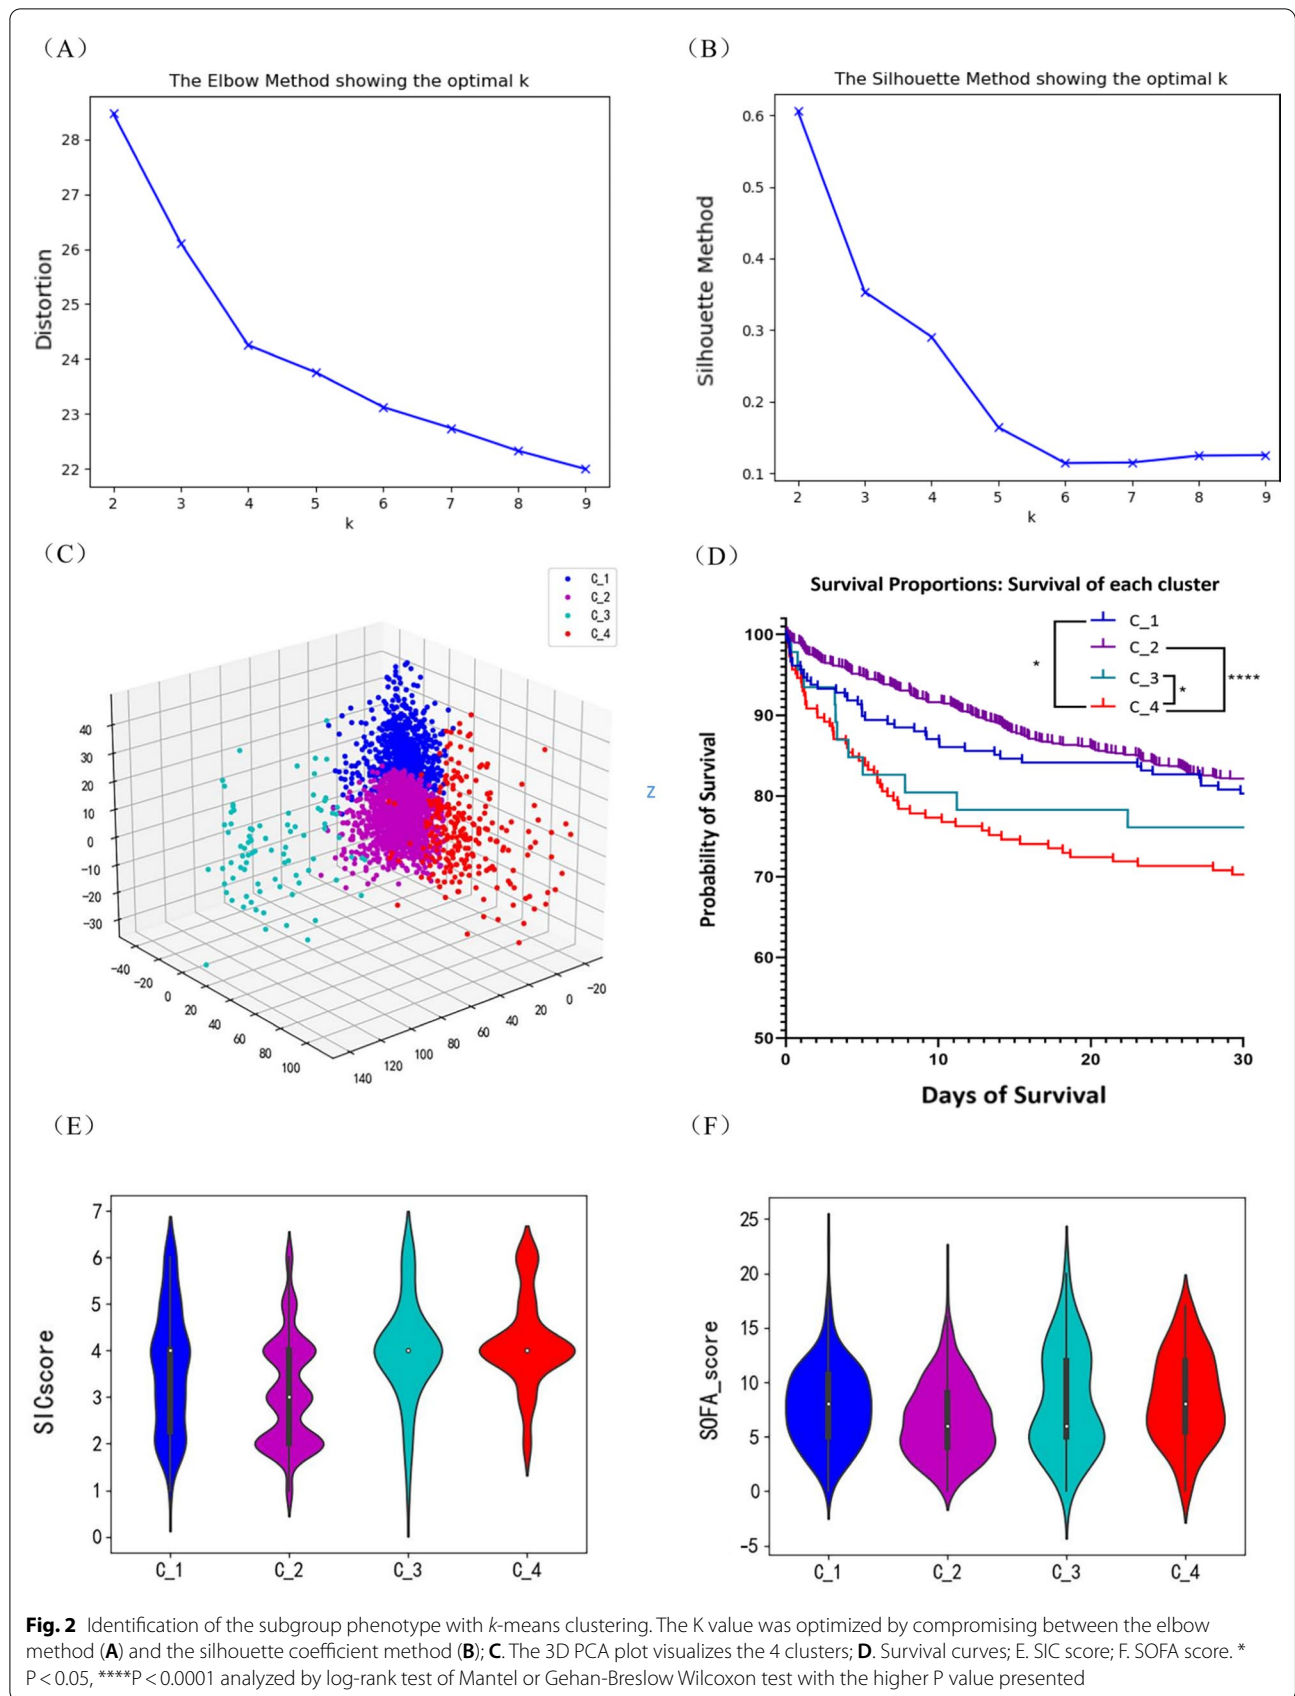 （A）
The Elbow Method showing the optimal k
28
27
26
25
24
23
22
Distortion
2 3 4 5 6 7 8 9
k
（B）
The Silhouette Method showing the optimal k
0.6
0.5
0.4
0.3
0.2
0.1
Silhouette Method
2 3 4 5 6 7 8 9
k
（C）
C_1
C_2
C_3
C_4
40
30
20
10
0
-10
-20
-30
-40
-20
0
20
40
60
80
100
140
120
100
80
60
40
20
0
-20
Z
（D）
Survival Proportions: Survival of each cluster
C_1
C_2
C_3
C_4
*
*
****
100
90
80
70
60
50
Probability of Survival
0 10 20 30
Days of Survival
（E）
7
6
5
4
3
2
1
0
SICscore
C_1 C_2 C_3 C_4
（F）
25
20
15
10
5
0
-5
SOFA_score
C_1 C_2 C_3 C_4
Fig. 2 Identification of the subgroup phenotype with k-means clustering. The K value was optimized by compromising between the elbow
method (A) and the silhouette coefficient method (B); C. The 3D PCA plot visualizes the 4 clusters; D. Survival curves; E. SIC score; F. SOFA score. *
P < 0.05, ****P < 0.0001 analyzed by log-rank test of Mantel or Gehan-Breslow Wilcoxon test with the higher P value presented